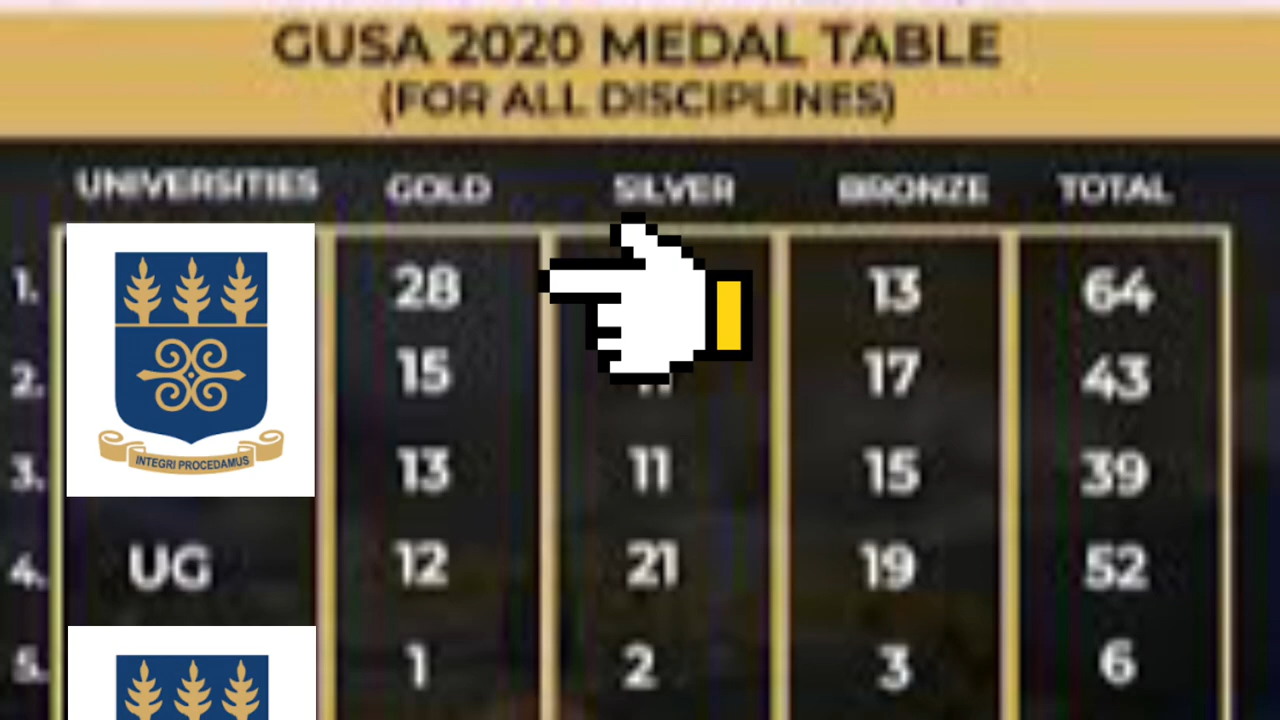 GUSA 2020 MEDAL TABLE
(FOR ALL DISCIPLINES)
UNIVERSITIES GOLD SILVER BRONZE TOTAL
1. 28 13 64
2. 15 17 43
3. 13 11 15 39
INTEGRI PROCEDAMUS
4. UG 12 21 19 52
5. 1 2 3 6